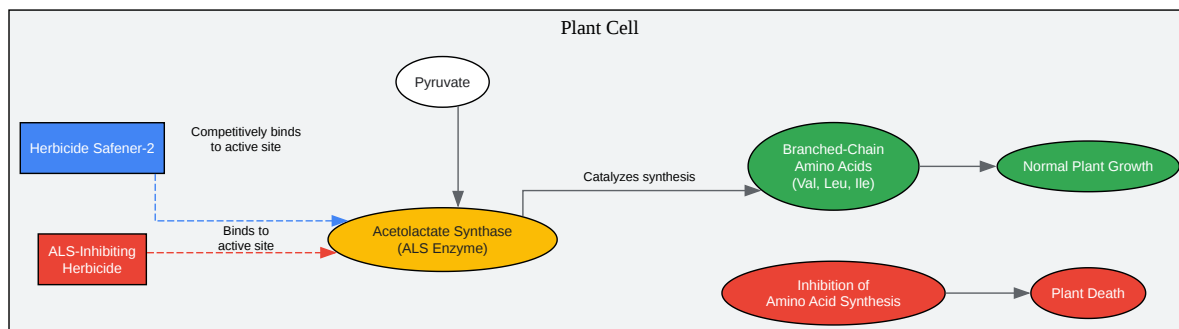 Plant Cell
Pyruvate
Herbicide Safener-2
Competitively binds
to active site
Branched-Chain
Amino Acids
(Val, Leu, Ile)
Normal Plant Growth
Catalyzes synthesis
Acetolactate Synthase
(ALS Enzyme)
Binds to
active site
ALS-Inhibiting
Herbicide
Inhibition of
Amino Acid Synthesis
Plant Death